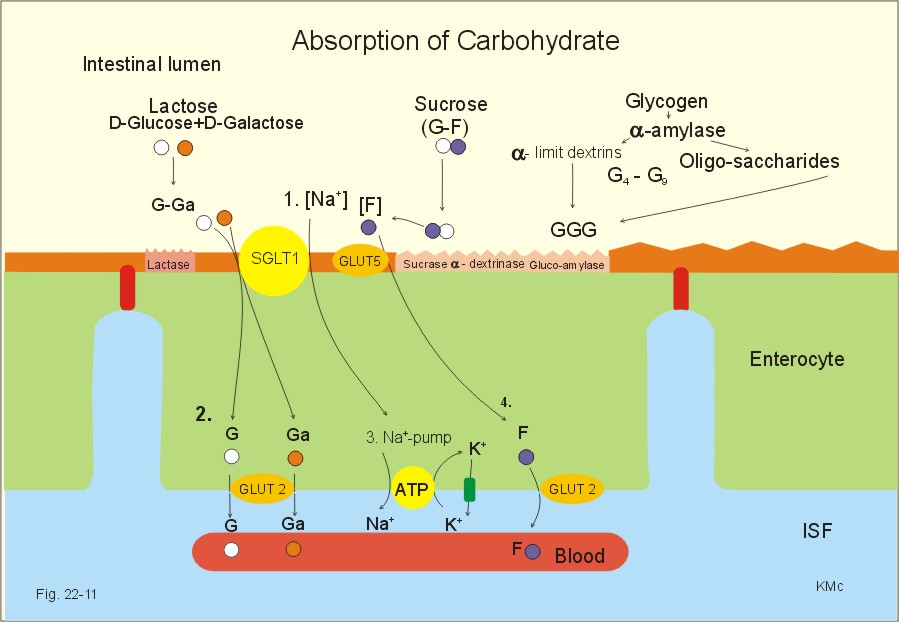 Absorption of Carbohydrate
Intestinal lumen
Lactose
D-Glucose+D-Galactose
G-Ga
Sucrose
(G-F)
Glycogen
α-amylase
α- limit dextrins
Oligo-saccharides
G₄ - G₉
GGG
1. [Na⁺]
[F]
Lactase
SGLT1
GLUT5
Sucrase α - dextrinase Gluco-amylase
Enterocyte
2.
G
Ga
3. Na⁺-pump
K⁺
4.
F
GLUT 2
ATP
GLUT 2
G
Ga
Na⁺
K⁺
F
Blood
ISF
Fig. 22-11
KMc